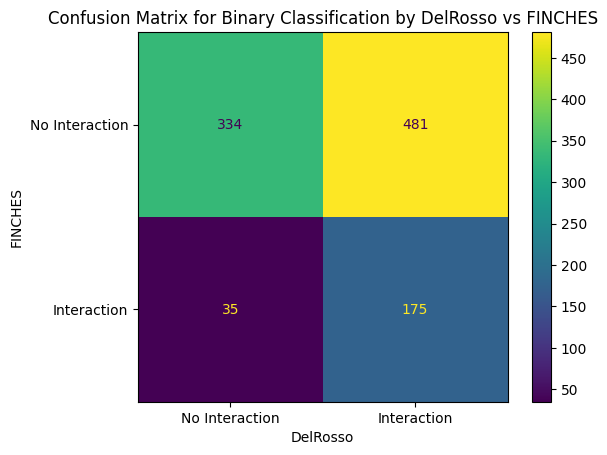 Confusion Matrix for Binary Classification by DelRosso vs FINCHES
No Interaction
334
481
Interaction
35
175
FINCHES
No Interaction
Interaction
DelRosso
450
400
350
300
250
200
150
100
50